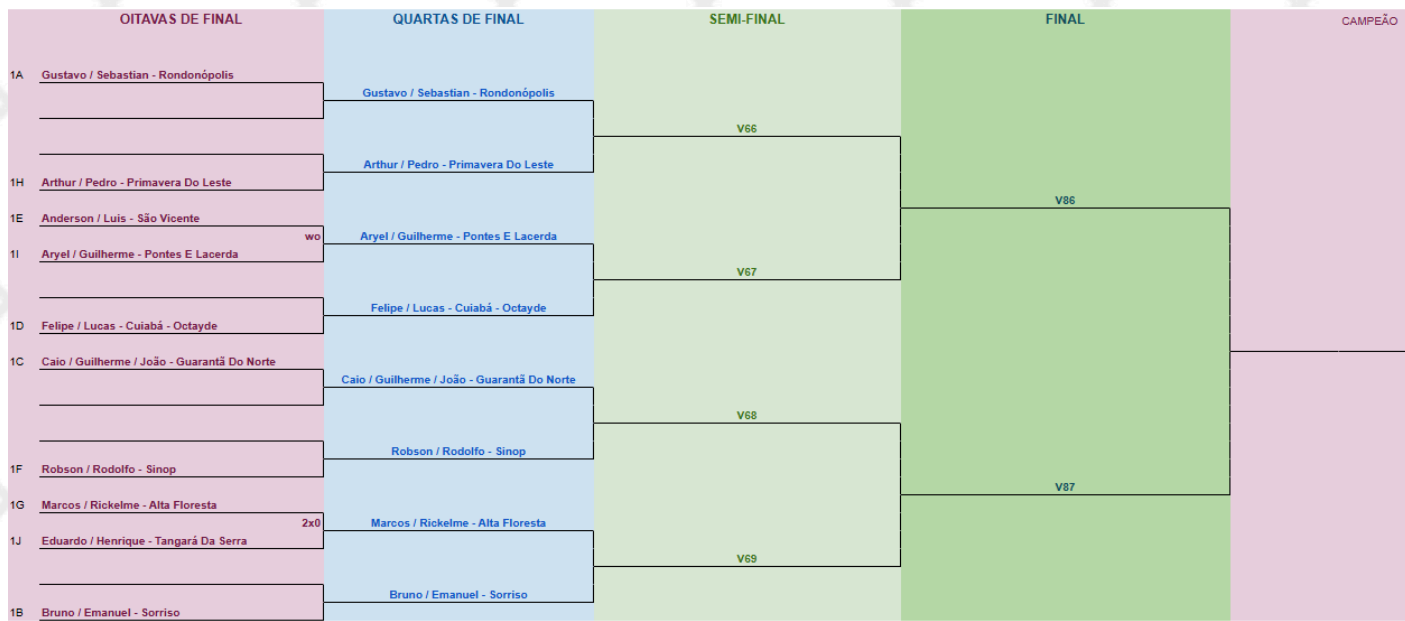 OITAVAS DE FINAL
QUARTAS DE FINAL
SEMI-FINAL
FINAL
CAMPEÃO
1A Gustavo / Sebastian - Rondonópolis
Gustavo / Sebastian - Rondonópolis
V66
Arthur / Pedro - Primavera Do Leste
1H Arthur / Pedro - Primavera Do Leste
V86
1E Anderson / Luis - São Vicente
wo
Aryel / Guilherme - Pontes E Lacerda
1I Aryel / Guilherme - Pontes E Lacerda
V67
Felipe / Lucas - Cuiabá - Octayde
1D Felipe / Lucas - Cuiabá - Octayde
1C Caio / Guilherme / João - Guarantã Do Norte
Caio / Guilherme / João - Guarantã Do Norte
V68
Robson / Rodolfo - Sinop
1F Robson / Rodolfo - Sinop
V87
1G Marcos / Rickelme - Alta Floresta
2x0
Marcos / Rickelme - Alta Floresta
1J Eduardo / Henrique - Tangará Da Serra
V69
Bruno / Emanuel - Sorriso
1B Bruno / Emanuel - Sorriso